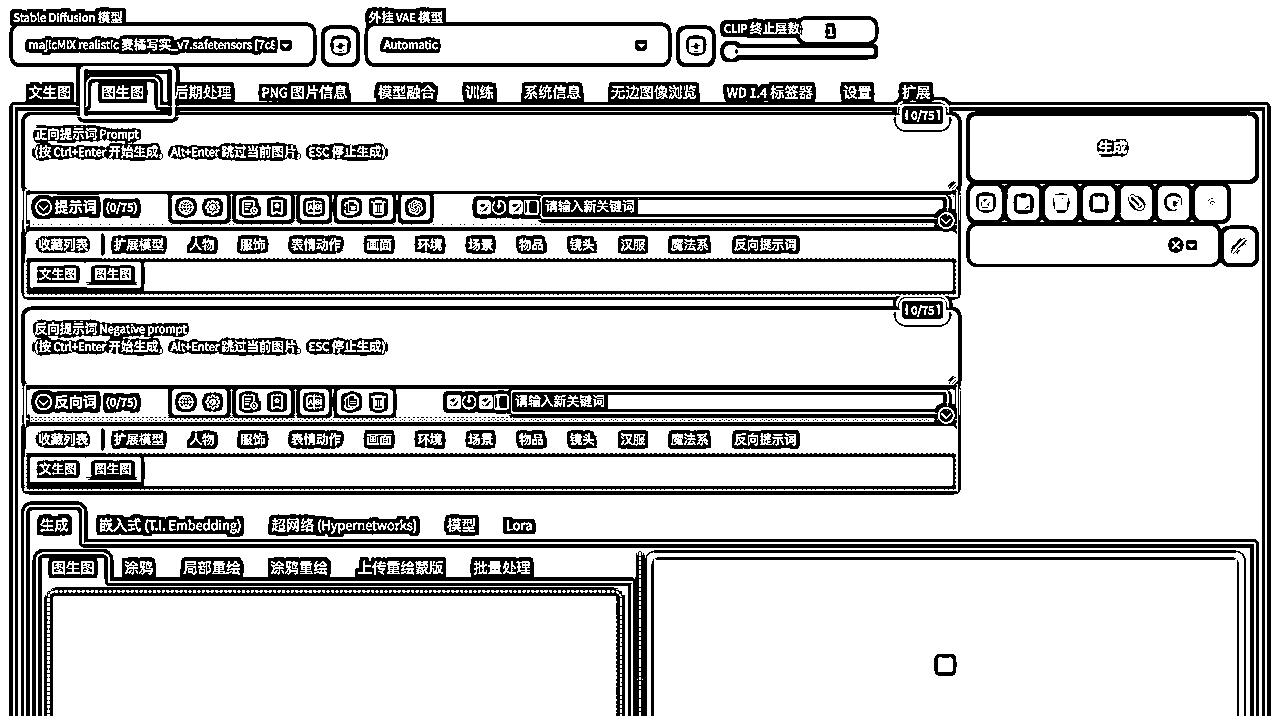 Stable Diffusion 模型
外挂 VAE 模型
majicMIX realistic 麦橘写实_v7.safetensors [7c8
Automatic
CLIP 终止层数
1
文生图 图生图 后期处理 PNG 图片信息 模型融合 训练 系统信息 无边图像浏览 WD 1.4 标签器 设置 扩展
0/75
正向提示词 Prompt
(按 Ctrl+Enter 开始生成, Alt+Enter 跳过当前图片, ESC 停止生成)
生成
提示词 (0/75)
请输入新关键词
收藏列表 扩展模型 人物 服饰 表情动作 画面 环境 场景 物品 镜头 汉服 魔法系 反向提示词
文生图 图生图
0/75
反向提示词 Negative prompt
(按 Ctrl+Enter 开始生成, Alt+Enter 跳过当前图片, ESC 停止生成)
反向词 (0/75)
请输入新关键词
收藏列表 扩展模型 人物 服饰 表情动作 画面 环境 场景 物品 镜头 汉服 魔法系 反向提示词
文生图 图生图
生成 嵌入式 (T.I. Embedding) 超网络 (Hypernetworks) 模型 Lora
图生图 涂鸦 局部重绘 涂鸦重绘 上传重绘蒙版 批量处理